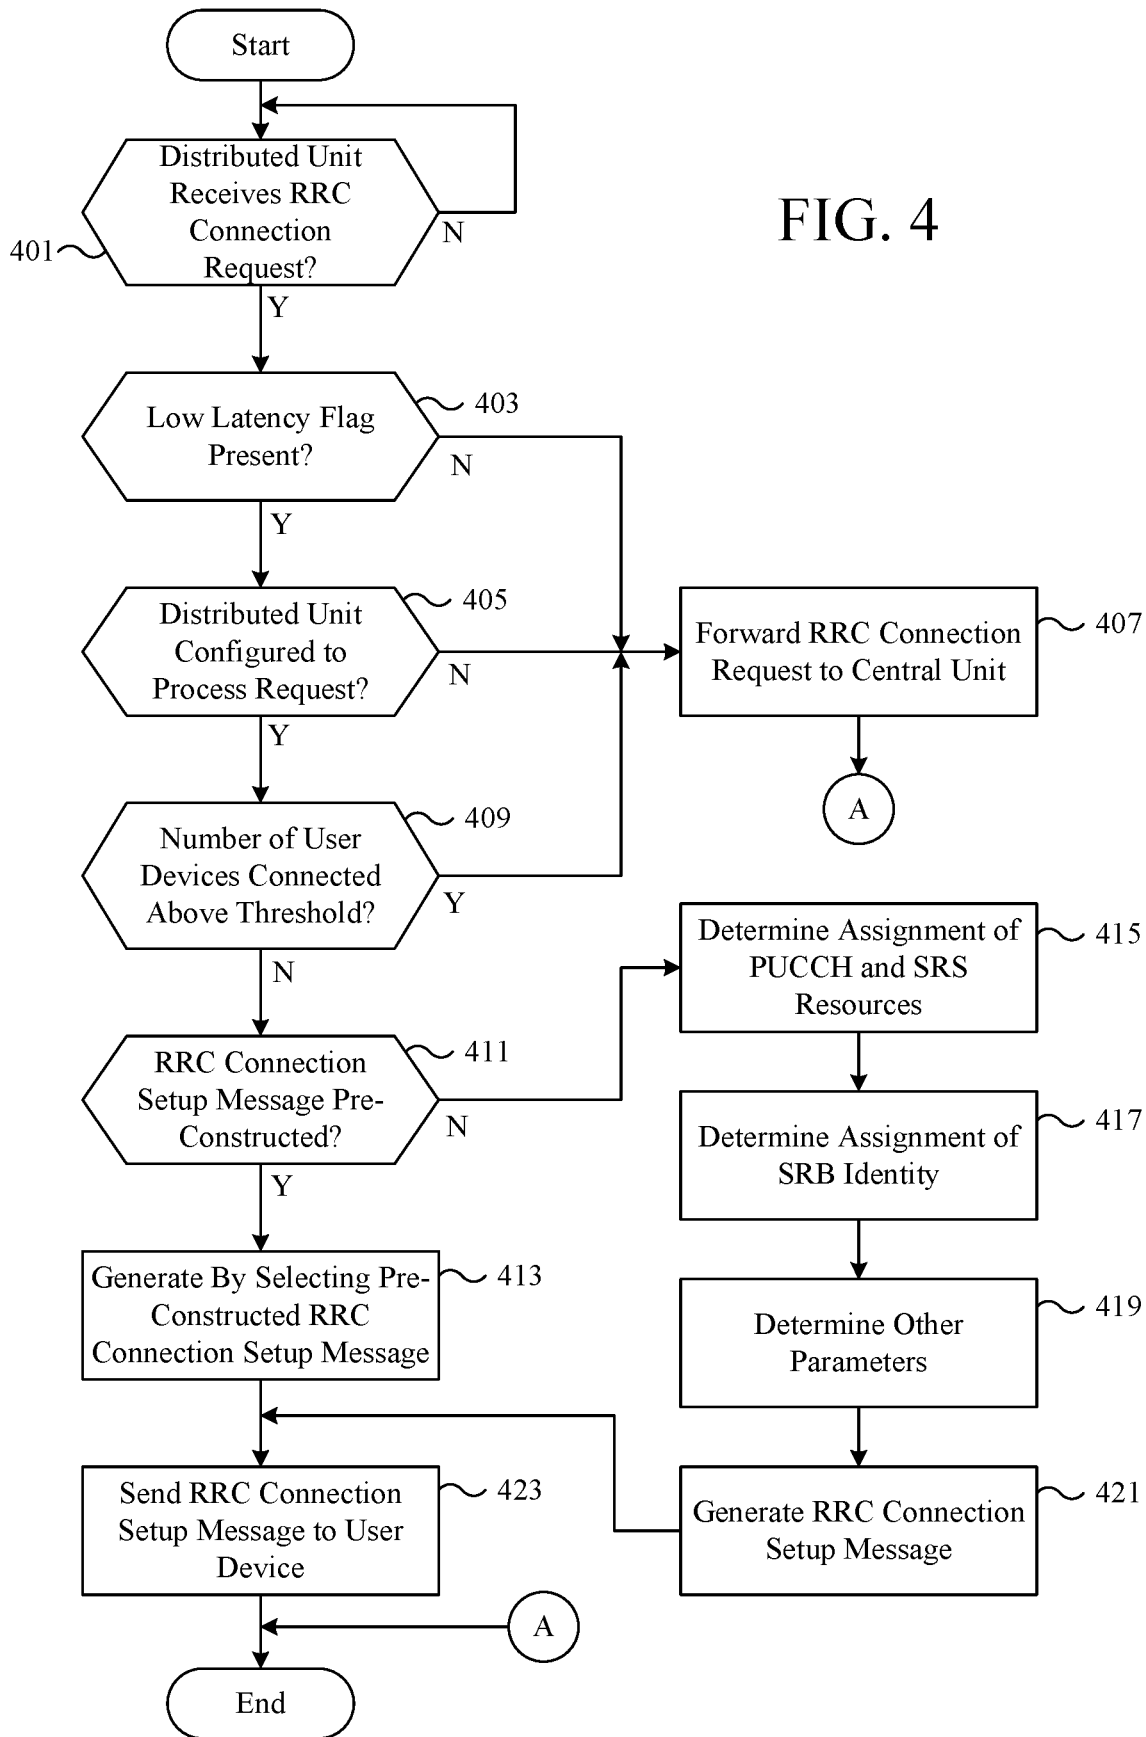 Start
Distributed Unit
Receives RRC
Connection
Request?
401
N
Y
FIG. 4
Low Latency Flag
Present?
403
N
Y
Distributed Unit
Configured to
Process Request?
405
N
Y
Forward RRC Connection
Request to Central Unit
407
A
Number of User
Devices Connected
Above Threshold?
409
Y
N
Determine Assignment of
PUCCH and SRS
Resources
415
RRC Connection
Setup Message Pre-
Constructed?
411
N
Y
Determine Assignment of
SRB Identity
417
Generate By Selecting Pre-
Constructed RRC
Connection Setup Message
413
Determine Other
Parameters
419
Send RRC Connection
Setup Message to User
Device
423
Generate RRC Connection
Setup Message
421
A
End